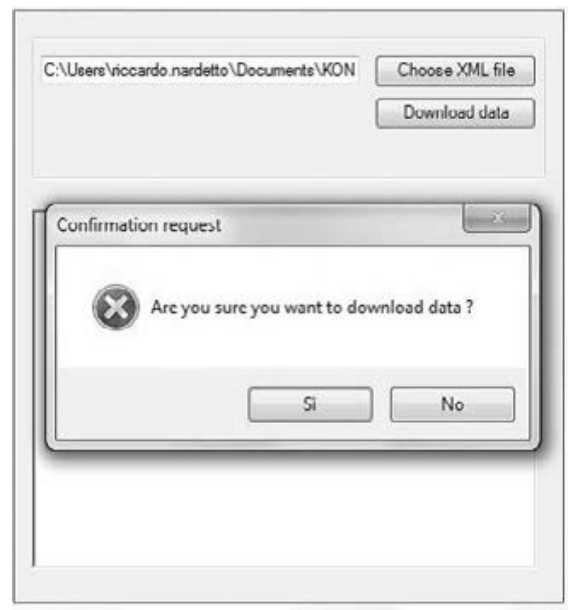 C:\Users\riccardo.nardetto\Documents\KON
Choose XML file
Download data
Confirmation request
Are you sure you want to download data ?
Sì
No